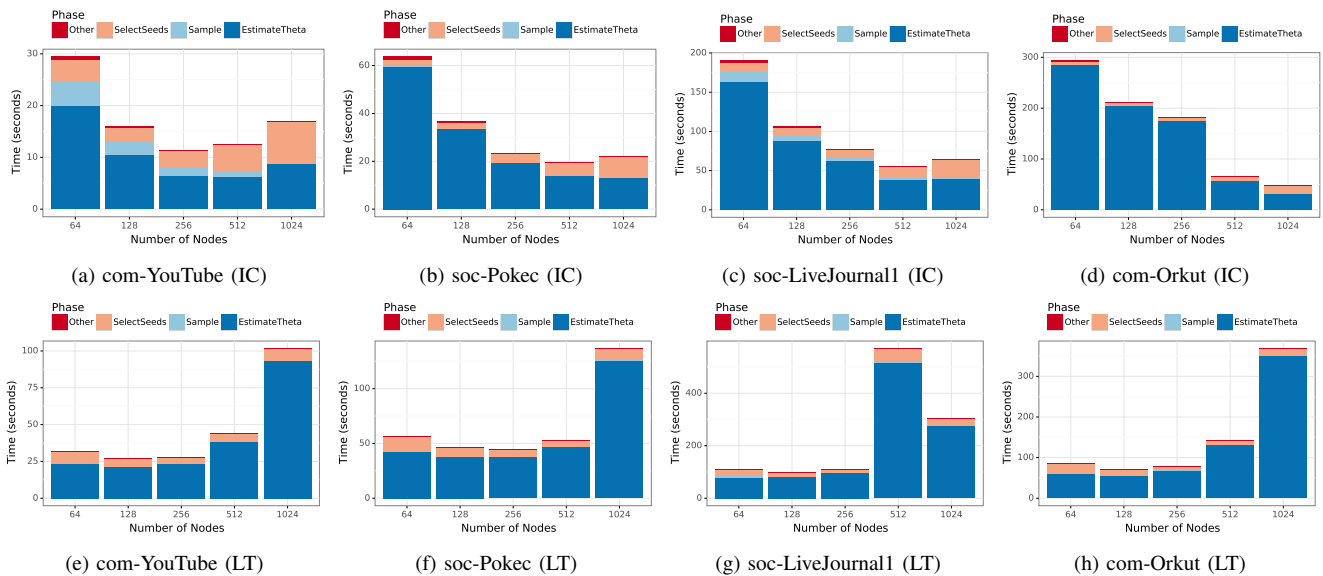 Phase
Other SelectSeeds Sample EstimateTheta
Time (seconds)
30
20
10
0
64 128 256 512 1024
Number of Nodes
(a) com-YouTube (IC)
Phase
Other SelectSeeds Sample EstimateTheta
Time (seconds)
60
40
20
0
64 128 256 512 1024
Number of Nodes
(b) soc-Pokec (IC)
Phase
Other SelectSeeds Sample EstimateTheta
Time (seconds)
200
150
100
50
0
64 128 256 512 1024
Number of Nodes
(c) soc-LiveJournal1 (IC)
Phase
Other SelectSeeds Sample EstimateTheta
Time (seconds)
300
200
100
0
64 128 256 512 1024
Number of Nodes
(d) com-Orkut (IC)
Phase
Other SelectSeeds Sample EstimateTheta
Time (seconds)
100
75
50
25
0
64 128 256 512 1024
Number of Nodes
(e) com-YouTube (LT)
Phase
Other SelectSeeds Sample EstimateTheta
Time (seconds)
100
50
0
64 128 256 512 1024
Number of Nodes
(f) soc-Pokec (LT)
Phase
Other SelectSeeds Sample EstimateTheta
Time (seconds)
400
200
0
64 128 256 512 1024
Number of Nodes
(g) soc-LiveJournal1 (LT)
Phase
Other SelectSeeds Sample EstimateTheta
Time (seconds)
300
200
100
0
64 128 256 512 1024
Number of Nodes
(h) com-Orkut (LT)